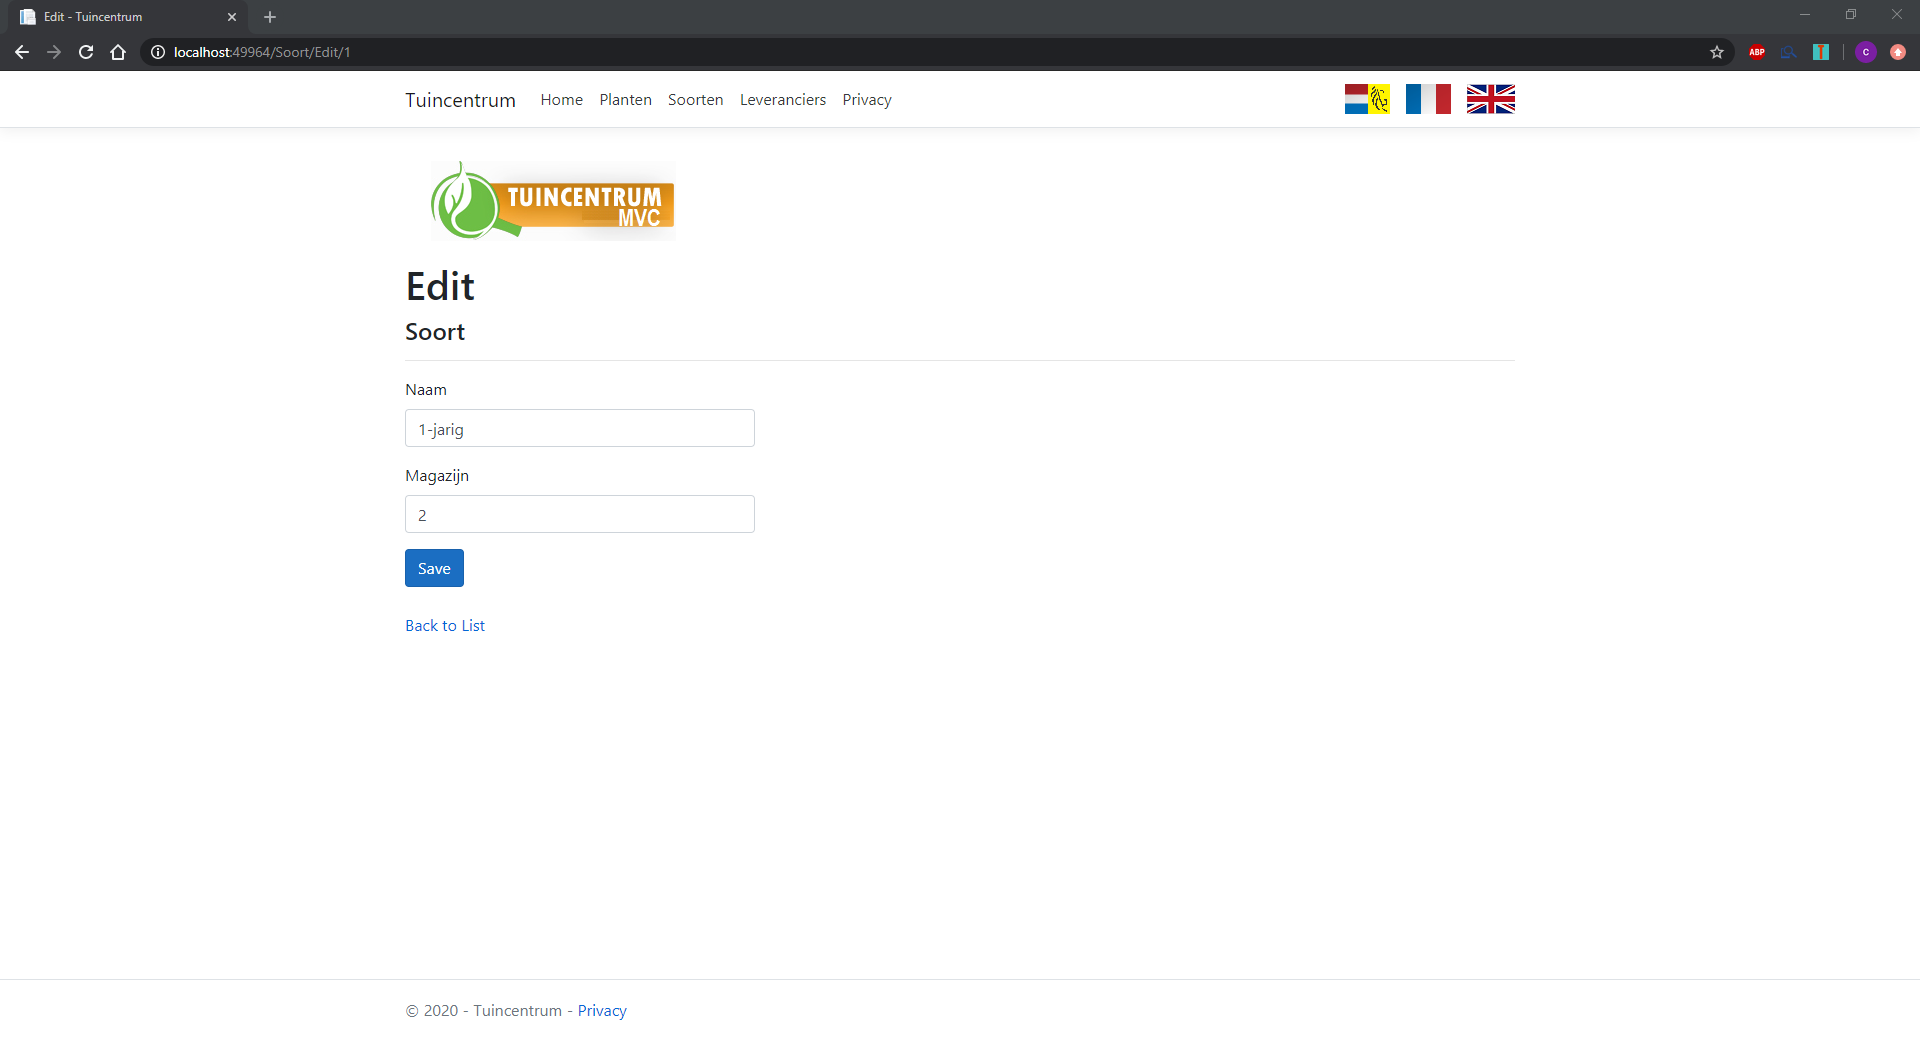 Edit - Tuincentrum
localhost:49964/Soort/Edit/1
ABP
T
C
Tuincentrum Home Planten Soorten Leveranciers Privacy
TUINCENTRUM
MVC
Edit
Soort
Naam
1-jarig
Magazijn
2
Save
Back to List
© 2020 - Tuincentrum - Privacy